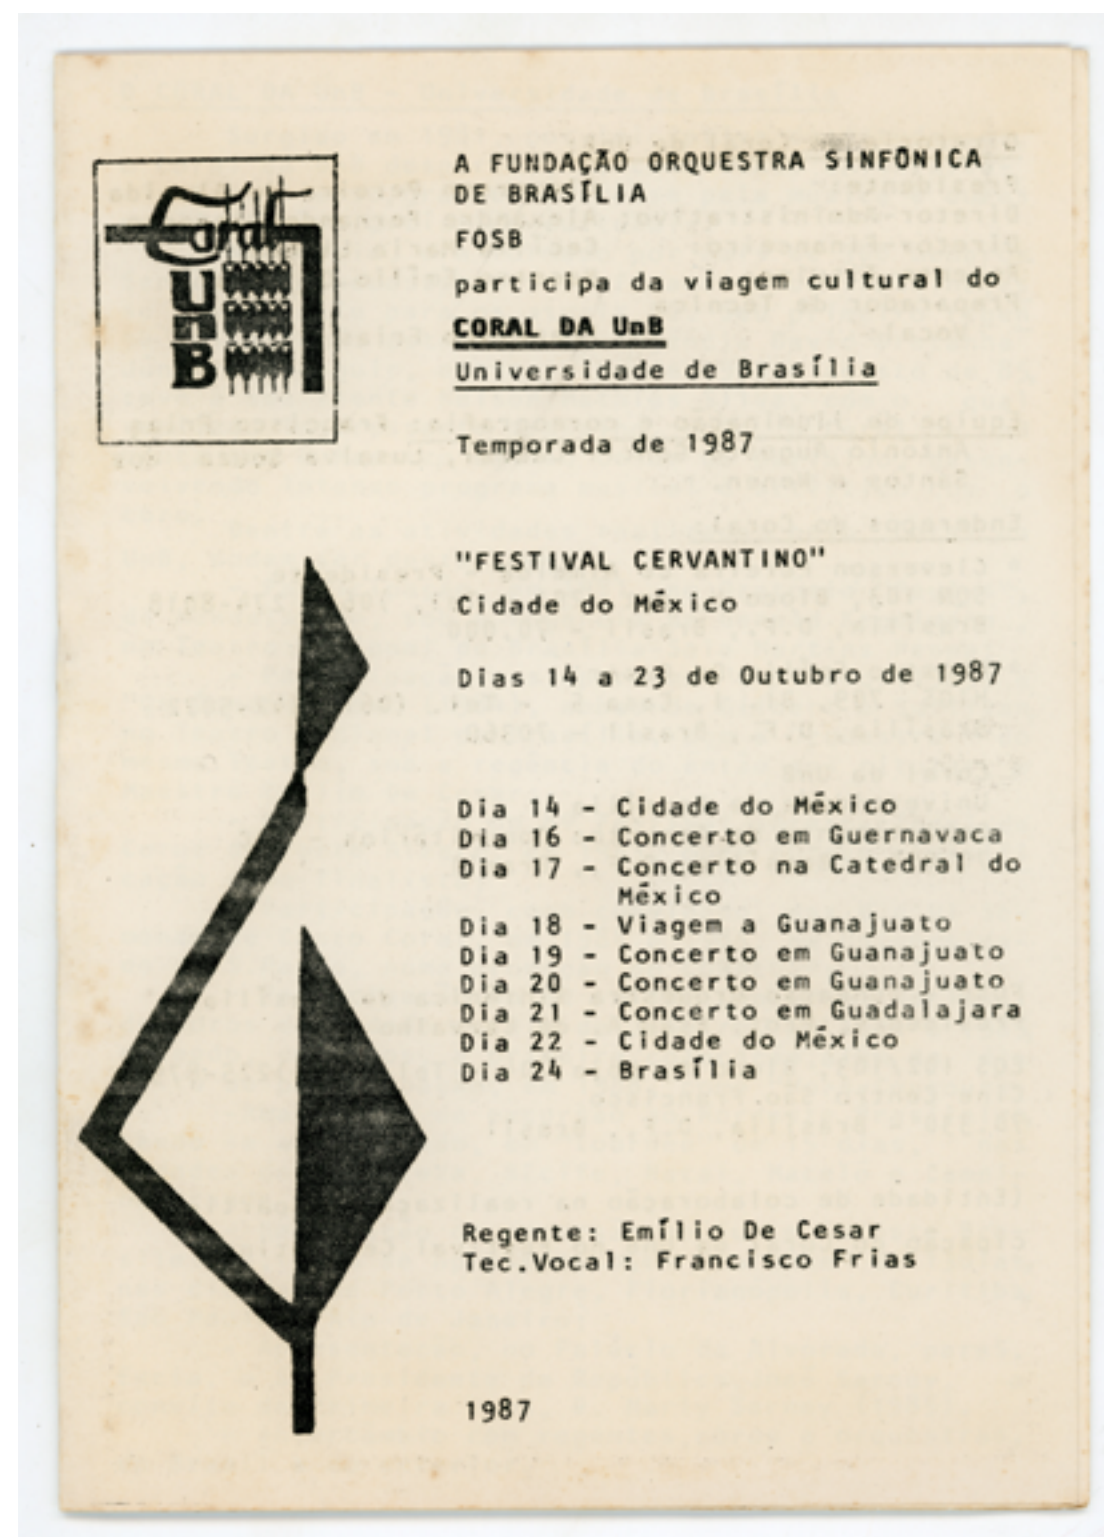 Coral
UnB
A FUNDAÇÃO ORQUESTRA SINFÔNICA
DE BRASÍLIA
FOSB
participa da viagem cultural do
CORAL DA UnB
Universidade de Brasília
Temporada de 1987
"FESTIVAL CERVANTINO"
Cidade do México
Dias 14 a 23 de Outubro de 1987
Dia 14 - Cidade do México
Dia 16 - Concerto em Guernavaca
Dia 17 - Concerto na Catedral do
México
Dia 18 - Viagem a Guanajuato
Dia 19 - Concerto em Guanajuato
Dia 20 - Concerto em Guanajuato
Dia 21 - Concerto em Guadalajara
Dia 22 - Cidade do México
Dia 24 - Brasília
Regente: Emílio De Cesar
Tec.Vocal: Francisco Frias
1987